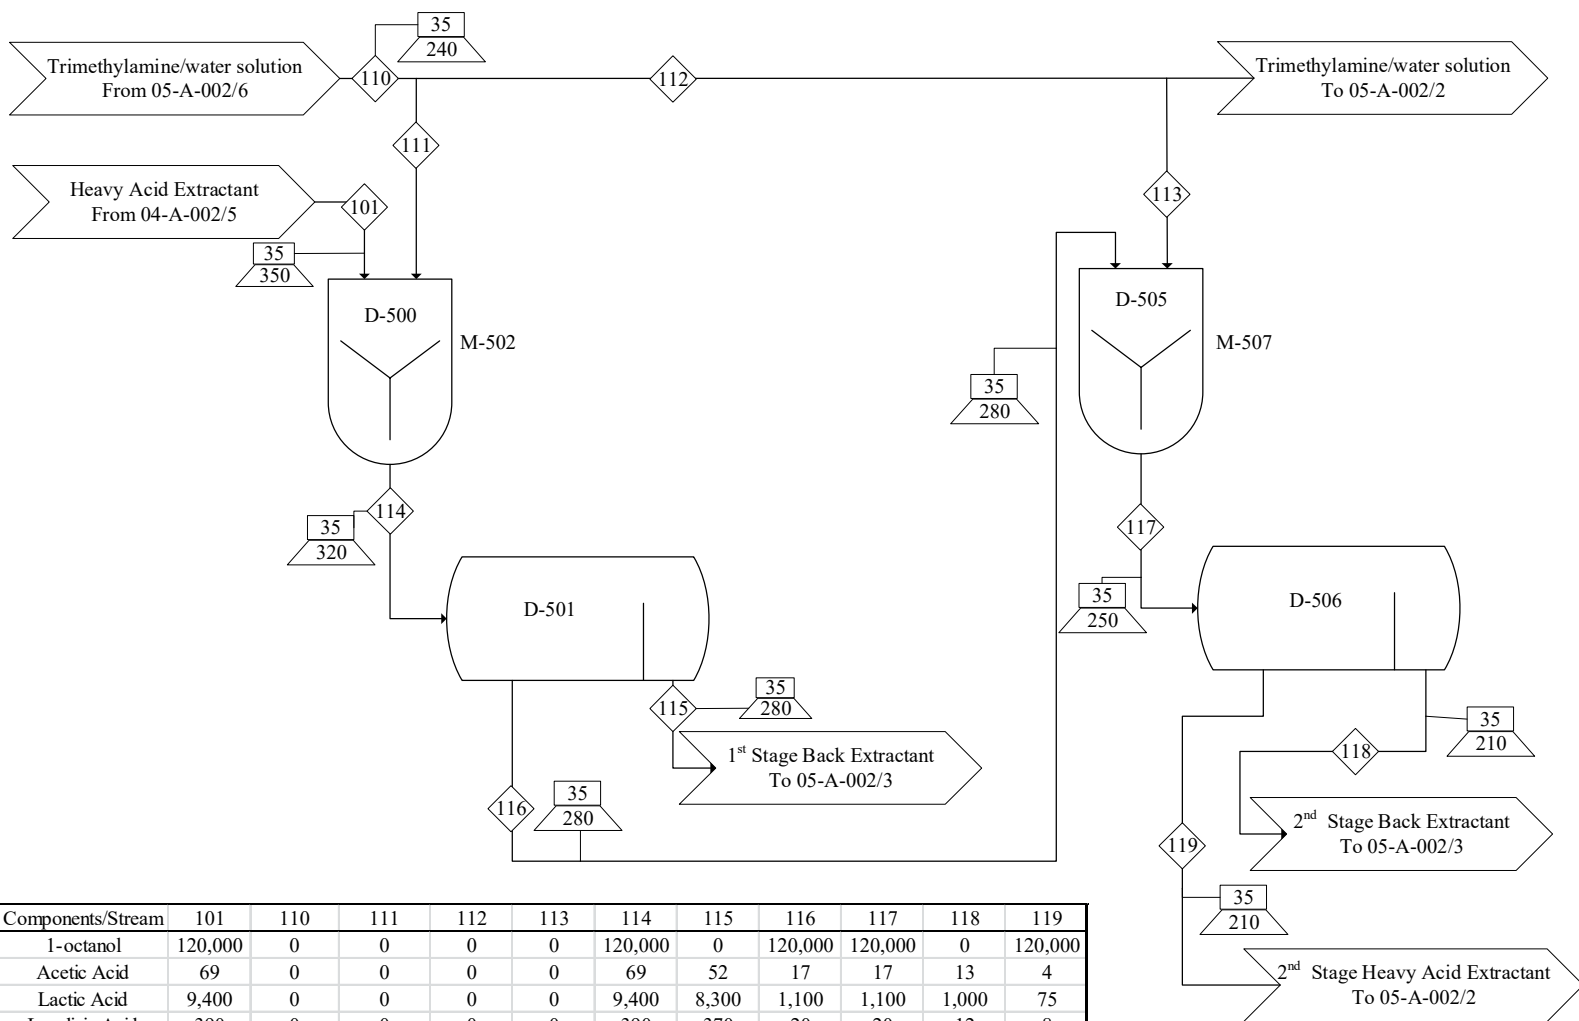 35
240
Trimethylamine/water solution
From 05-A-002/6
110
112
Trimethylamine/water solution
To 05-A-002/2
111
Heavy Acid Extractant
From 04-A-002/5
101
113
35
350
D-500
M-502
D-505
M-507
35
280
114
35
320
117
35
250
D-501
D-506
115
35
280
1st Stage Back Extractant
To 05-A-002/3
116
35
280
118
35
210
2nd Stage Back Extractant
To 05-A-002/3
119
35
210
2nd Stage Heavy Acid Extractant
To 05-A-002/2
Components/Stream 101 110 111 112 113 114 115 116 117 118 119
1-octanol 120,000 0 0 0 0 120,000 0 120,000 120,000 0 120,000
Acetic Acid 69 0 0 0 0 69 52 17 17 13 4
Lactic Acid 9,400 0 0 0 0 9,400 8,300 1,100 1,100 1,000 75